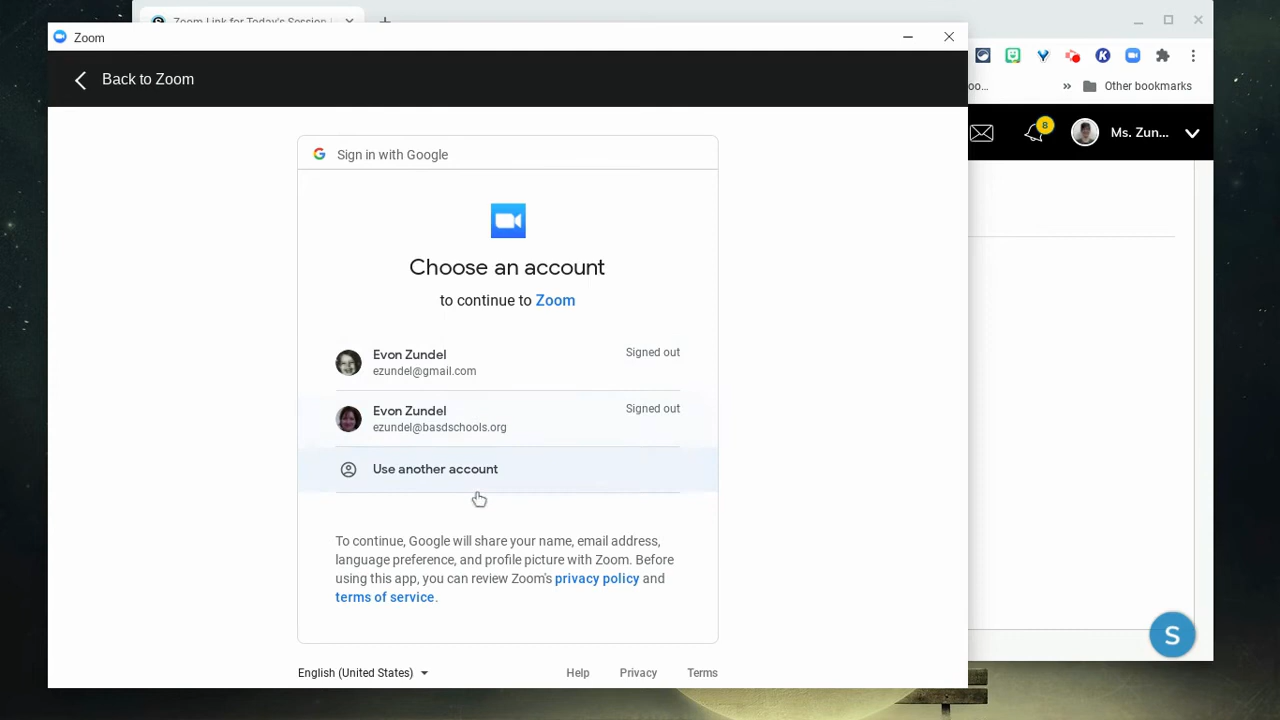 Zoom Link for Today's Session
Zoom
Back to Zoom
Other bookmarks
8
Ms. Zun...
Sign in with Google
Choose an account
to continue to Zoom
Evon Zundel
Signed out
ezundel@gmail.com
Evon Zundel
Signed out
ezundel@basdschools.org
Use another account
To continue, Google will share your name, email address,
language preference, and profile picture with Zoom. Before
using this app, you can review Zoom's privacy policy and
terms of service.
S
English (United States)
Help
Privacy
Terms